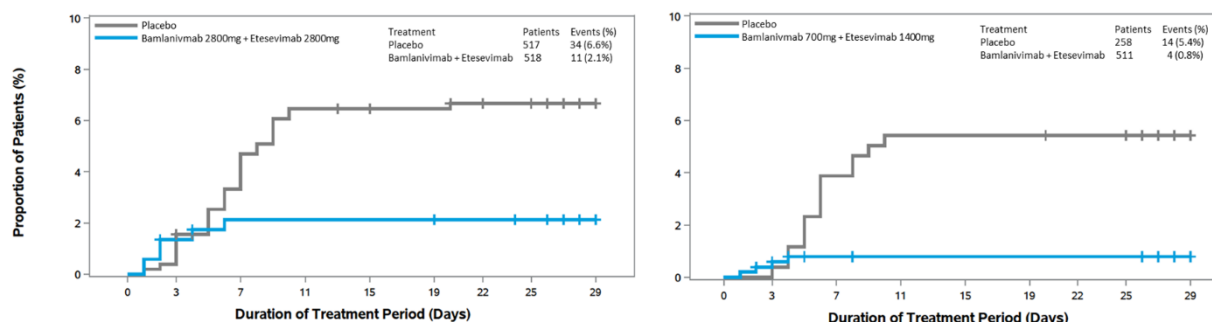 Placebo
Bamlanivmab 2800mg + Etesevimab 2800mg
Treatment Patients Events (%)
Placebo 517 34 (6.6%)
Bamlanivimab + Etesevimab 518 11 (2.1%)
10
8
6
4
2
0
Proportion of Patients (%)
0 3 7 11 15 19 22 25 29
Duration of Treatment Period (Days)
Placebo
Bamlanivmab 700mg + Etesevimab 1400mg
Treatment Patients Events (%)
Placebo 258 14 (5.4%)
Bamlanivimab + Etesevimab 511 4 (0.8%)
10
8
6
4
2
0
0 3 7 11 15 19 22 25 29
Duration of Treatment Period (Days)